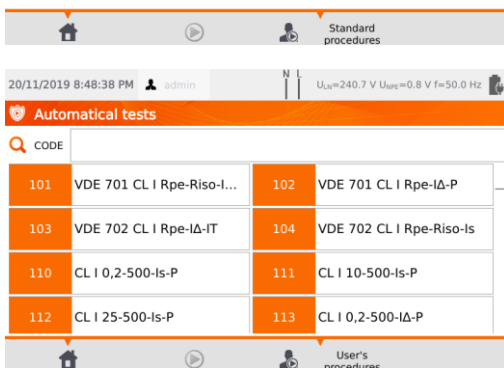 Standard
procedures
20/11/2019 8:48:38 PM admin N L U_LN=240.7 V U_NPE=0.8 V f=50.0 Hz
Automatical tests
CODE
101 VDE 701 CL I Rpe-Riso-I... 102 VDE 701 CL I Rpe-IΔ-P
103 VDE 702 CL I Rpe-IΔ-IT 104 VDE 702 CL I Rpe-Riso-Is
110 CL I 0,2-500-Is-P 111 CL I 10-500-Is-P
112 CL I 25-500-Is-P 113 CL I 0,2-500-IΔ-P
User's
procedures